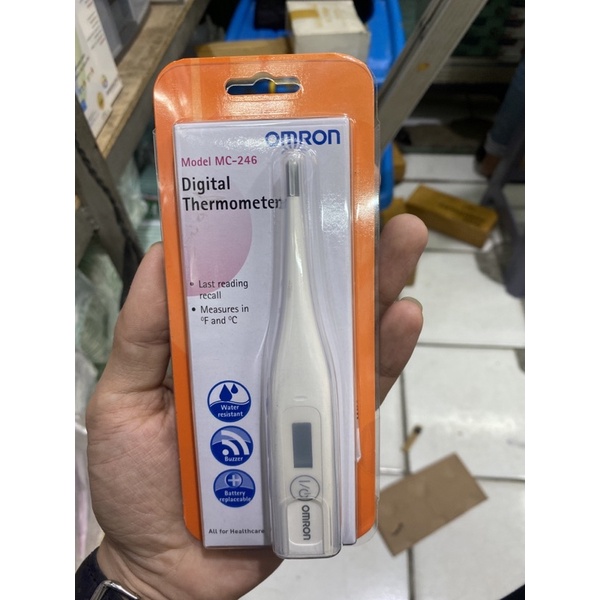 OMRON
Model MC-246
Digital
Thermometer
Last reading
recall
• Measures in
°F and °C
Water
resistant
Buzzer
Battery
replaceable
All for Healthcare
I/
OMRON